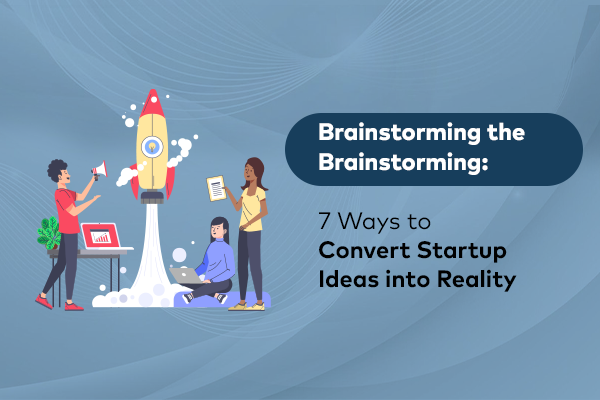 Brainstorming the
Brainstorming:
7 Ways to
Convert Startup
Ideas into Reality